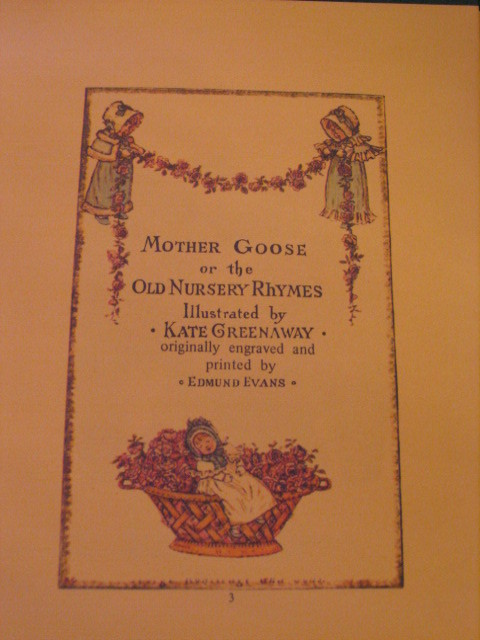 MOTHER GOOSE
or the
OLD NURSERY RHYMES
Illustrated by
• KATE GREENAWAY •
originally engraved and
printed by
• EDMUND EVANS •
3